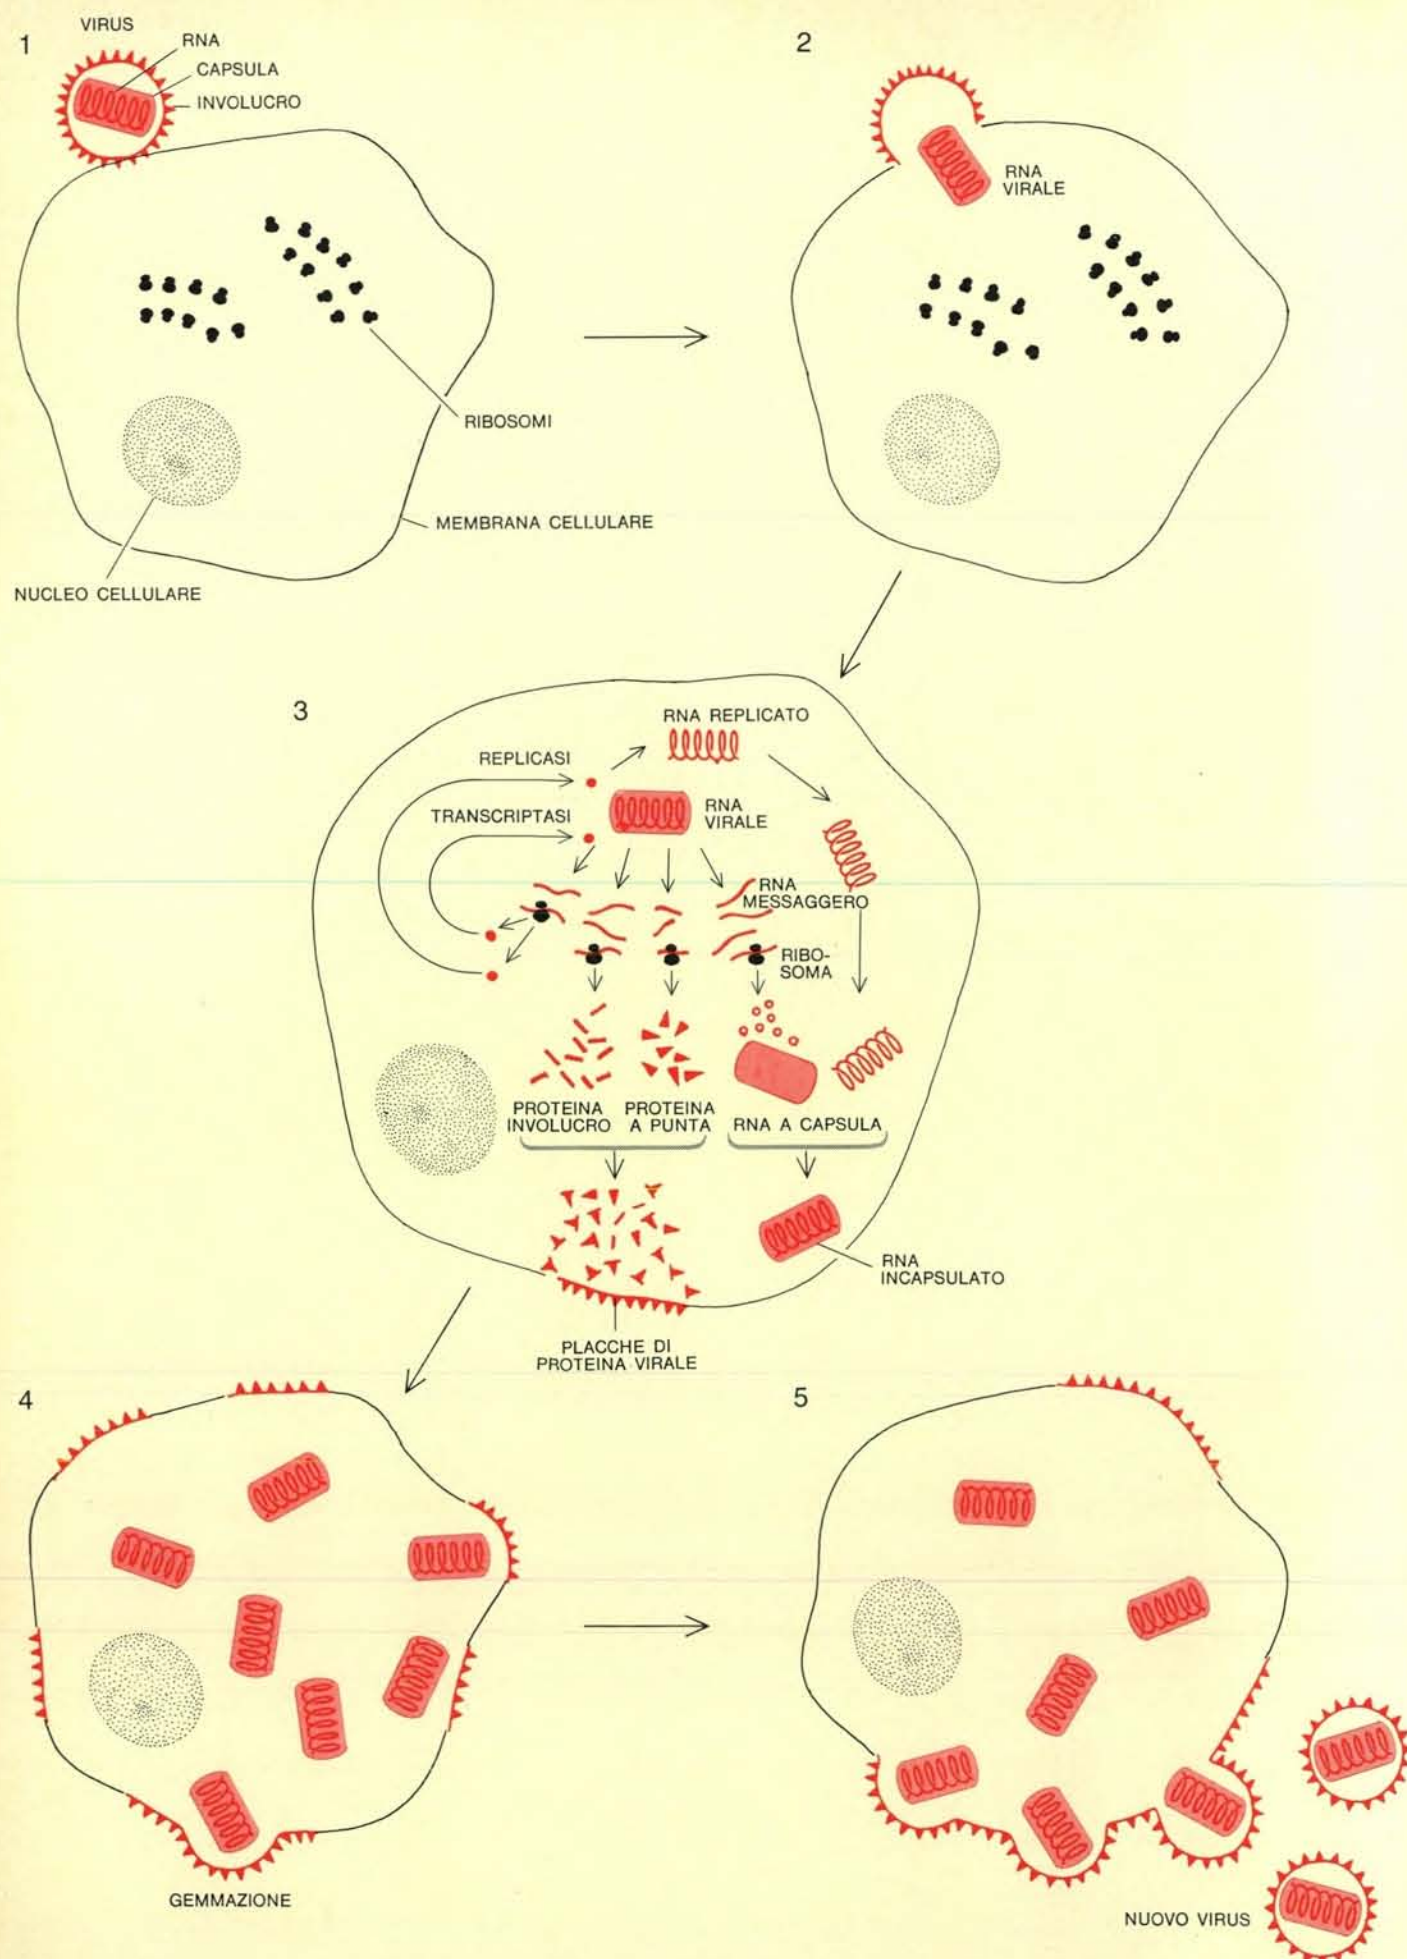 1
VIRUS
RNA
CAPSULA
INVOLUCRO
RIBOSOMI
MEMBRANA CELLULARE
NUCLEO CELLULARE
2
RNA
VIRALE
3
RNA REPLICATO
REPLICASI
TRANSCRIPTASI
RNA
VIRALE
RNA
MESSAGGERO
RIBO-
SOMA
PROTEINA
INVOLUCRO
PROTEINA
A PUNTA
RNA A CAPSULA
RNA
INCAPSULATO
PLACCHE DI
PROTEINA VIRALE
4
GEMMAZIONE
5
NUOVO VIRUS